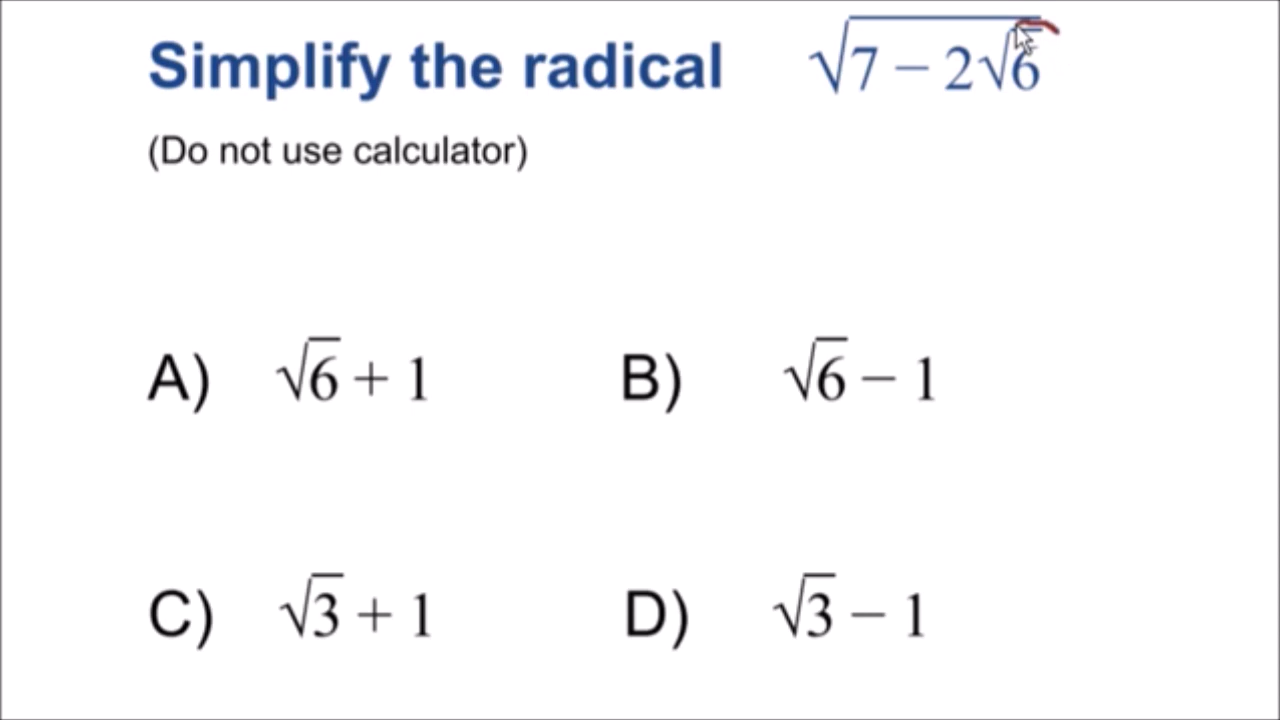 Simplify the radical √(7 − 2√6)
(Do not use calculator)
A) √6 + 1 B) √6 − 1
C) √3 + 1 D) √3 − 1